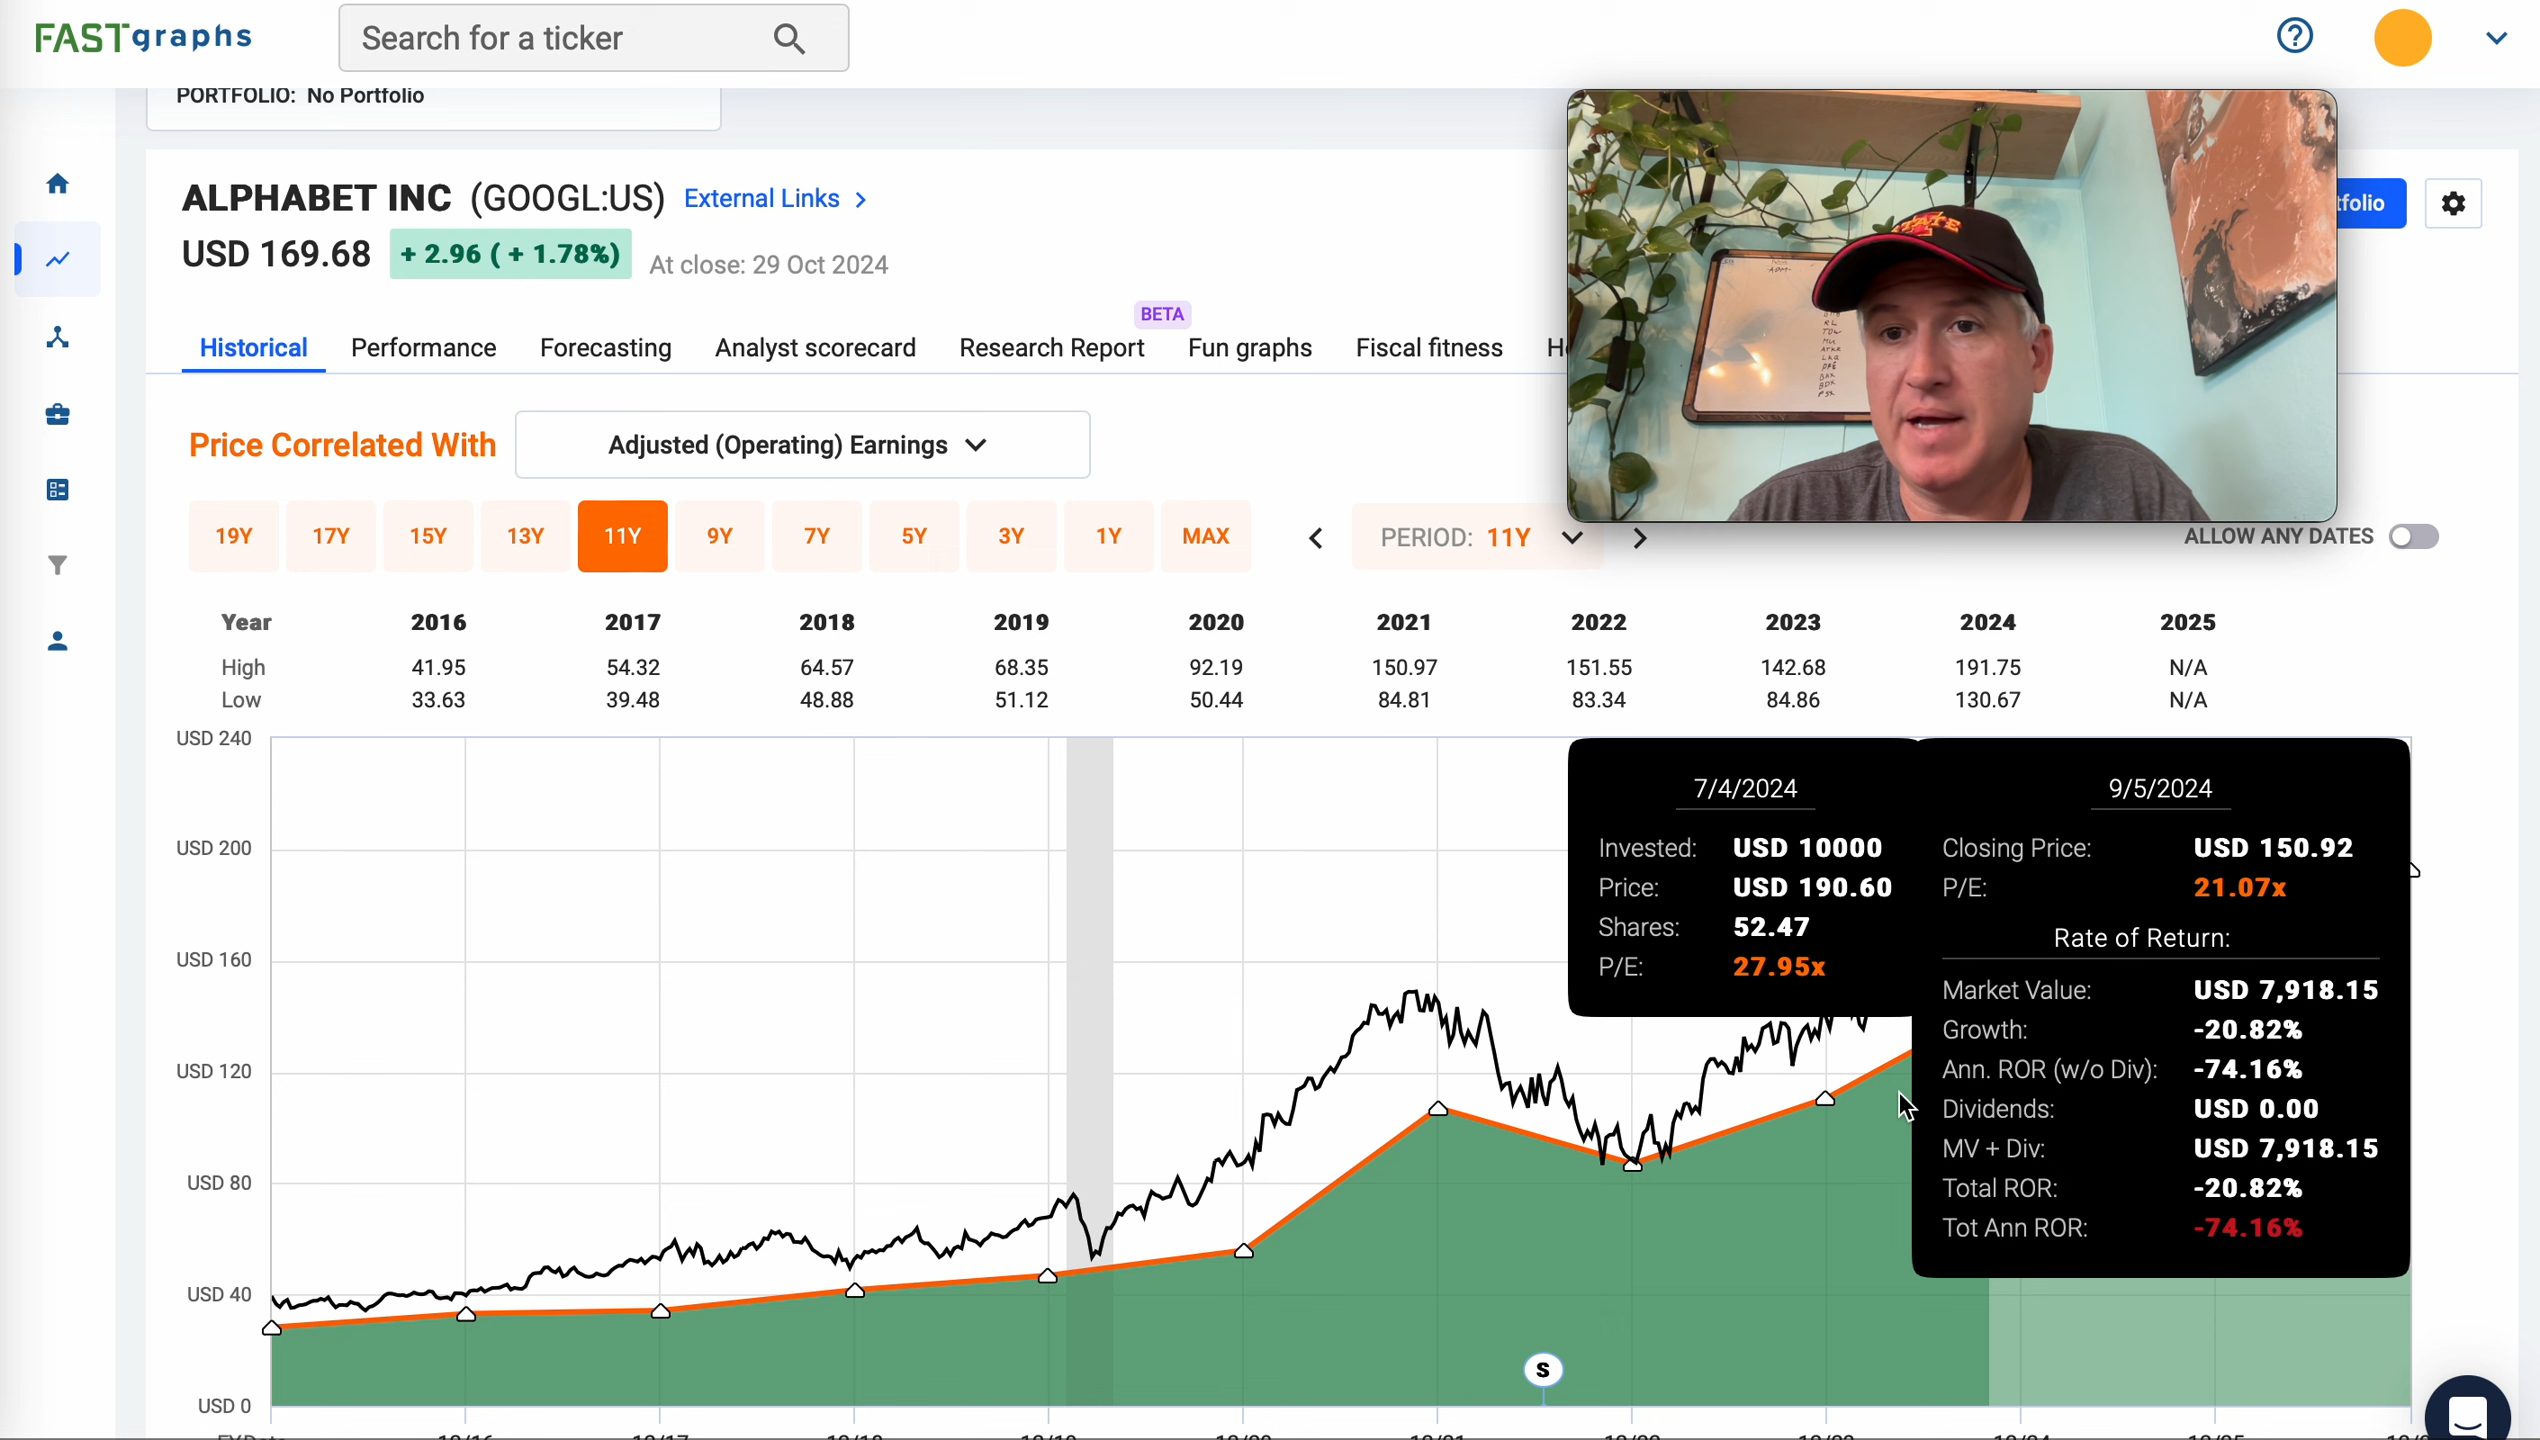 FAST graphs
Search for a ticker
PORTFOLIO: No Portfolio
ALPHABET INC (GOOGL:US) External Links >
tfolio
USD 169.68 + 2.96 ( + 1.78%) At close: 29 Oct 2024
BETA
Historical Performance Forecasting Analyst scorecard Research Report Fun graphs Fiscal fitness
Price Correlated With Adjusted (Operating) Earnings
19Y 17Y 15Y 13Y 11Y 9Y 7Y 5Y 3Y 1Y MAX PERIOD: 11Y ALLOW ANY DATES
Year 2016 2017 2018 2019 2020 2021 2022 2023 2024 2025
High 41.95 54.32 64.57 68.35 92.19 150.97 151.55 142.68 191.75 N/A
Low 33.63 39.48 48.88 51.12 50.44 84.81 83.34 84.86 130.67 N/A
USD 240
USD 200
USD 160
USD 120
USD 80
USD 40
USD 0
7/4/2024
Invested: USD 10000
Price: USD 190.60
Shares: 52.47
P/E: 27.95x
9/5/2024
Closing Price: USD 150.92
P/E: 21.07x
Rate of Return:
Market Value: USD 7,918.15
Growth: -20.82%
Ann. ROR (w/o Div): -74.16%
Dividends: USD 0.00
MV + Div: USD 7,918.15
Total ROR: -20.82%
Tot Ann ROR: -74.16%
S